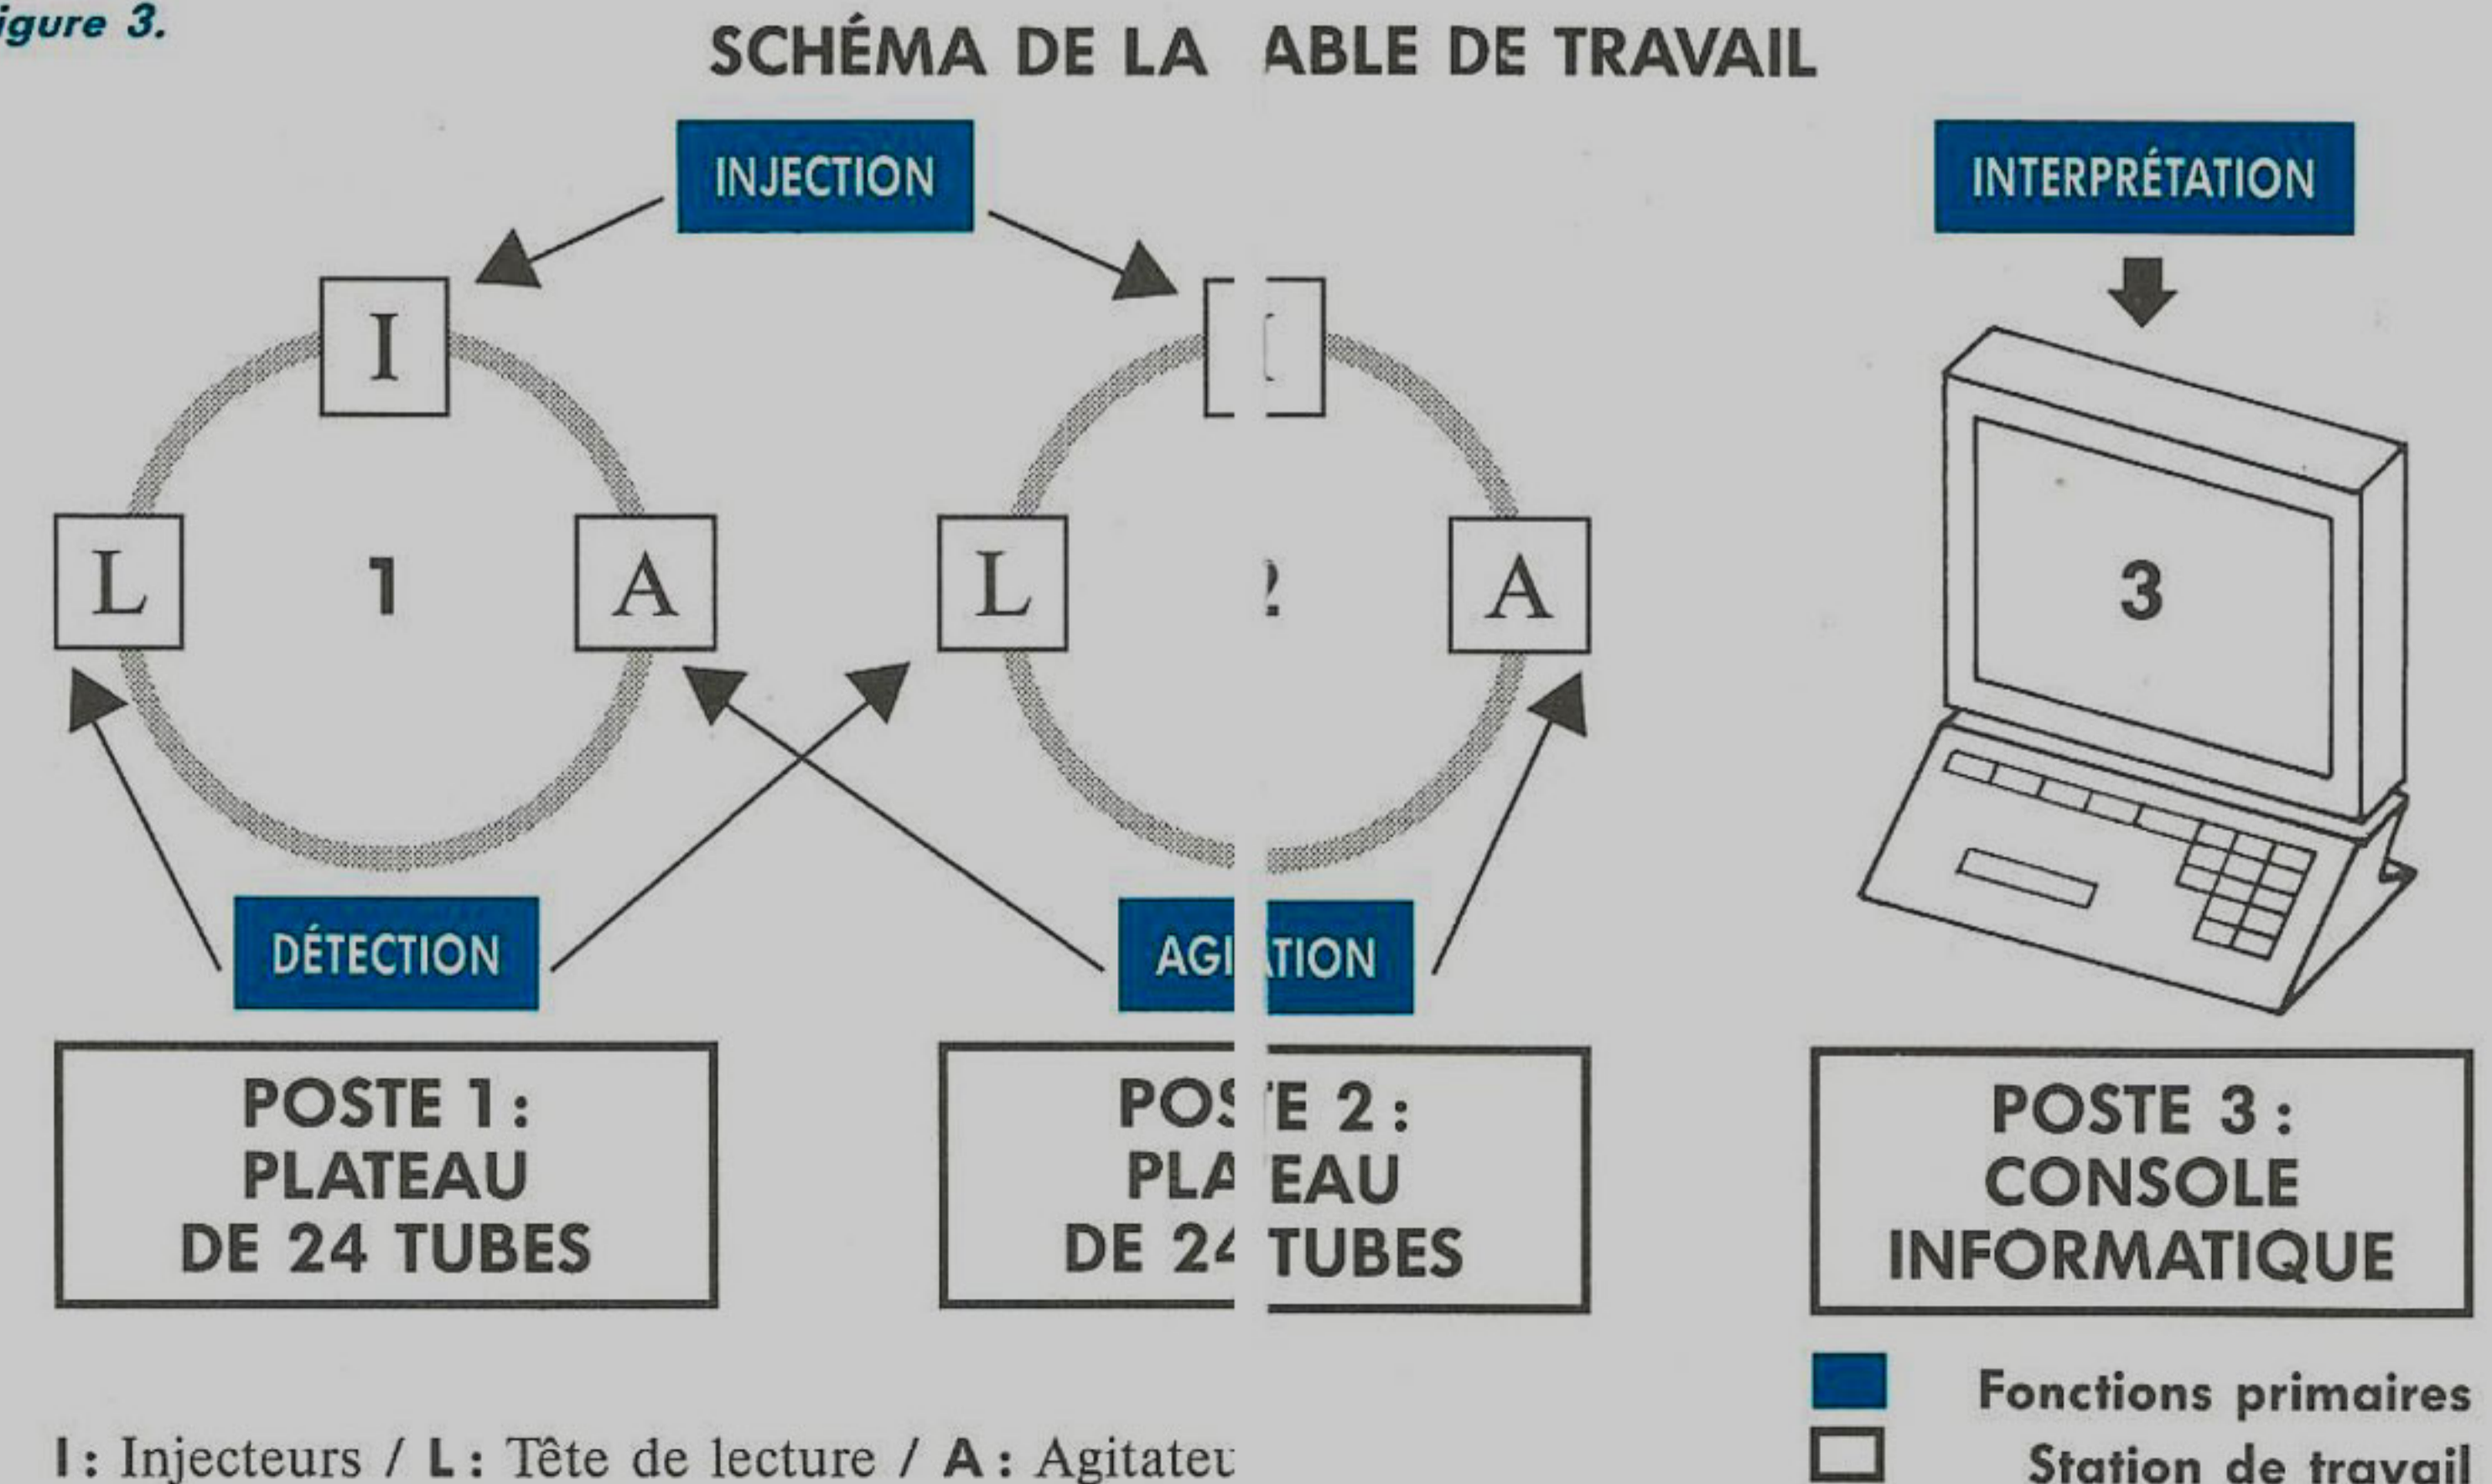 igure 3.
SCHÉMA DE LA ABLE DE TRAVAIL
INJECTION
INTERPRÉTATION
I
L
1
A
L
2
A
3
DÉTECTION
AGI TION
POSTE 1 :
PLATEAU
DE 24 TUBES
POS E 2 :
PLA EAU
DE 24 TUBES
POSTE 3 :
CONSOLE
INFORMATIQUE
Fonctions primaires
Station de travail
I : Injecteurs / L : Tête de lecture / A : Agitateu